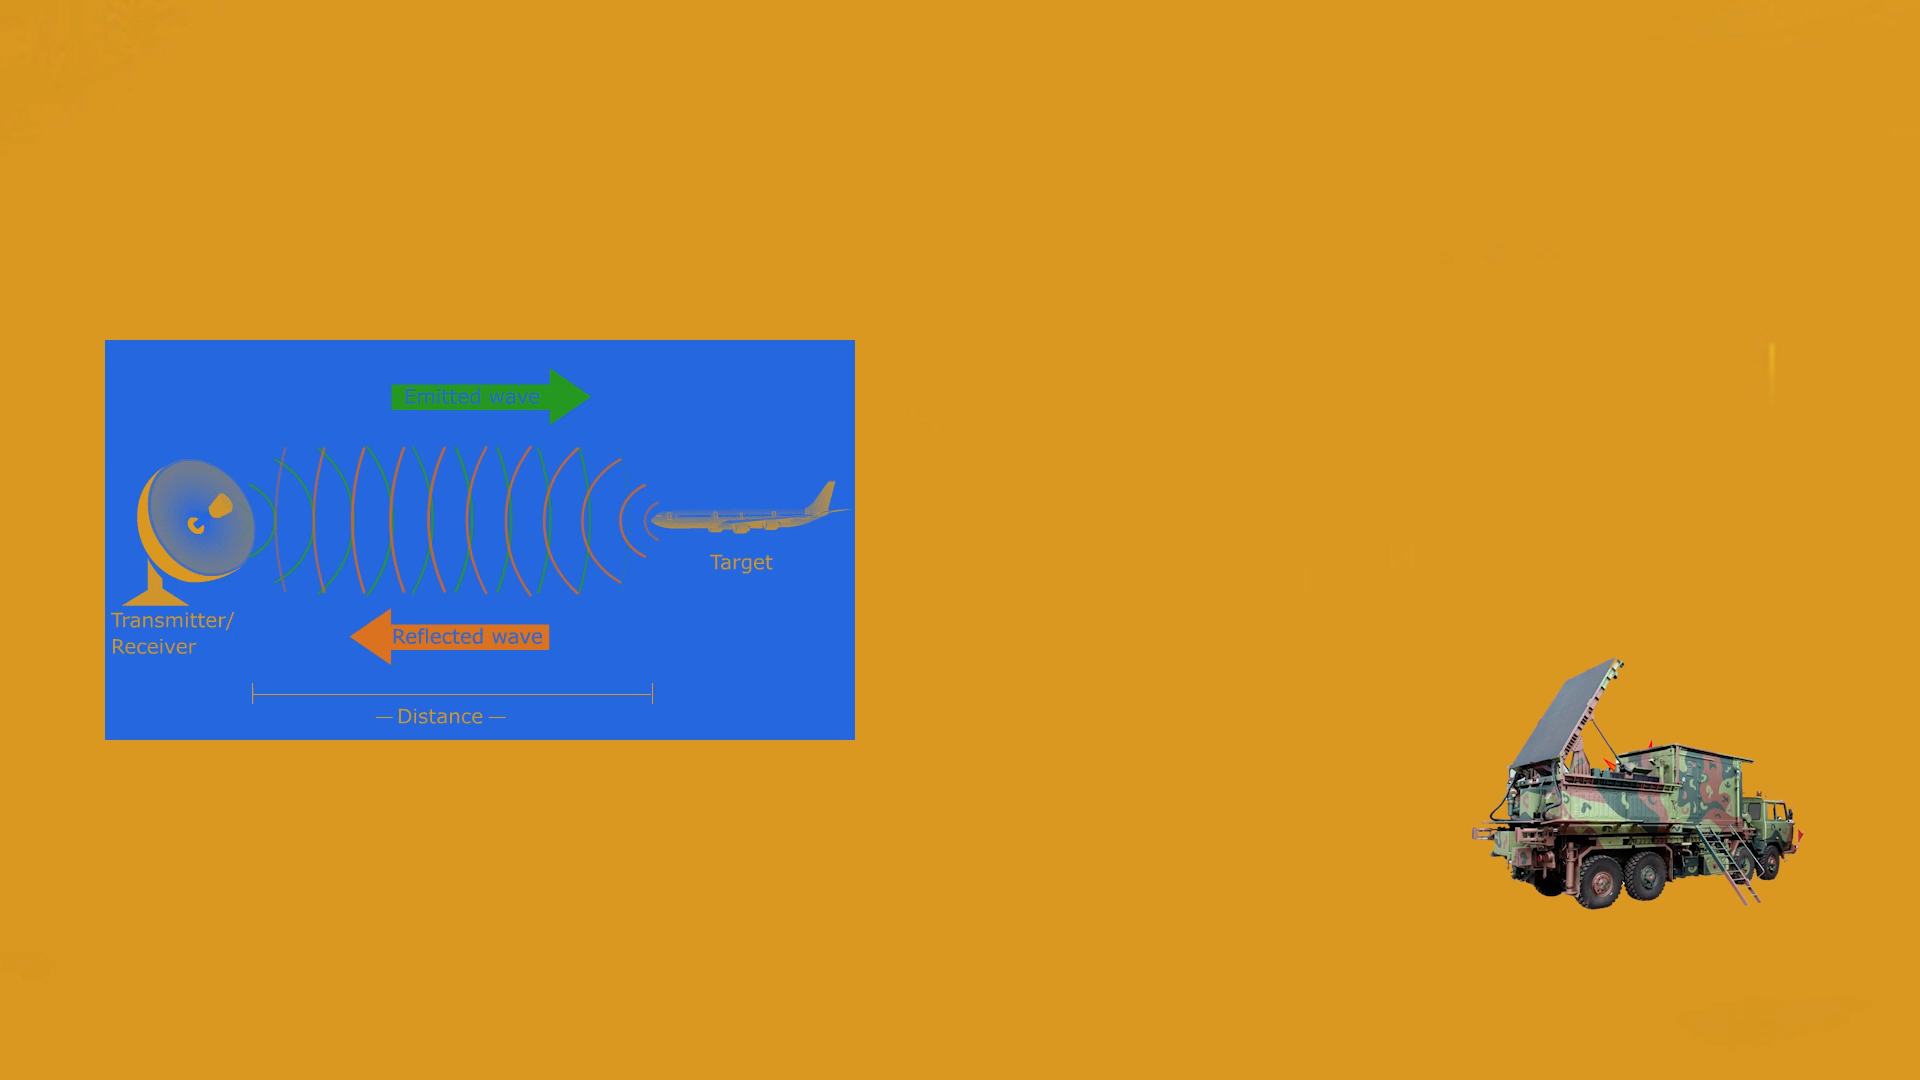 Emitted wave
Target
Transmitter/
Receiver
Reflected wave
— Distance —